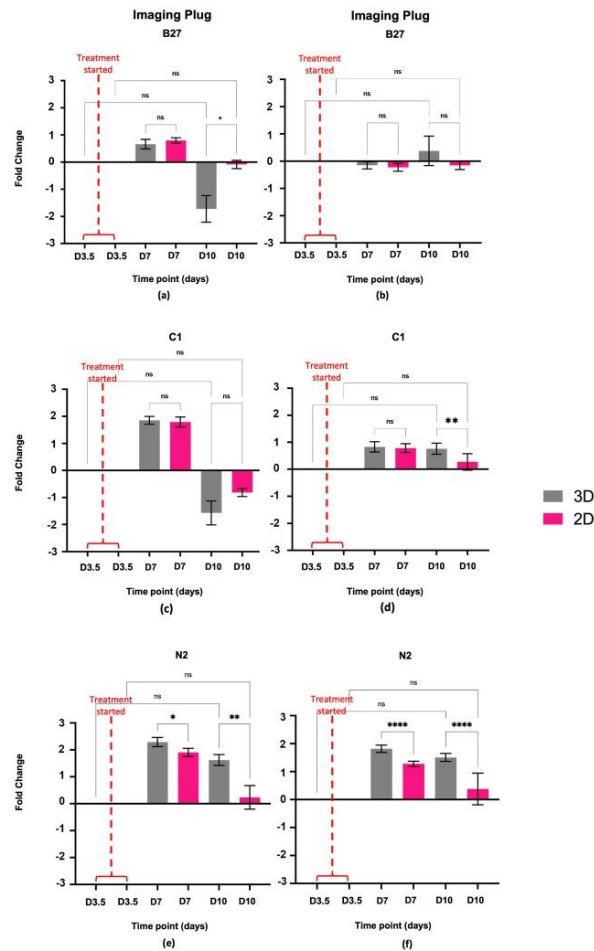 Imaging Plug
B27
Treatment
started
ns
ns
ns
*
Fold Change
3
2
1
0
-1
-2
-3
D3.5 D3.5 D7 D7 D10 D10
Time point (days)
(a)
Imaging Plug
B27
Treatment
started
ns
ns
ns
ns
3
2
1
0
-1
-2
-3
D3.5 D3.5 D7 D7 D10 D10
Time point (days)
(b)
C1
Treatment
started
ns
ns
ns
ns
Fold Change
3
2
1
0
-1
-2
-3
D3.5 D3.5 D7 D7 D10 D10
Time point (days)
(c)
C1
Treatment
started
ns
ns
ns
**
3
2
1
0
-1
-2
-3
D3.5 D3.5 D7 D7 D10 D10
Time point (days)
(d)
3D
2D
N2
Treatment
started
ns
ns
*
**
Fold Change
3
2
1
0
-1
-2
-3
D3.5 D3.5 D7 D7 D10 D10
Time point (days)
(e)
N2
Treatment
started
ns
ns
****
****
3
2
1
0
-1
-2
-3
D3.5 D3.5 D7 D7 D10 D10
Time point (days)
(f)